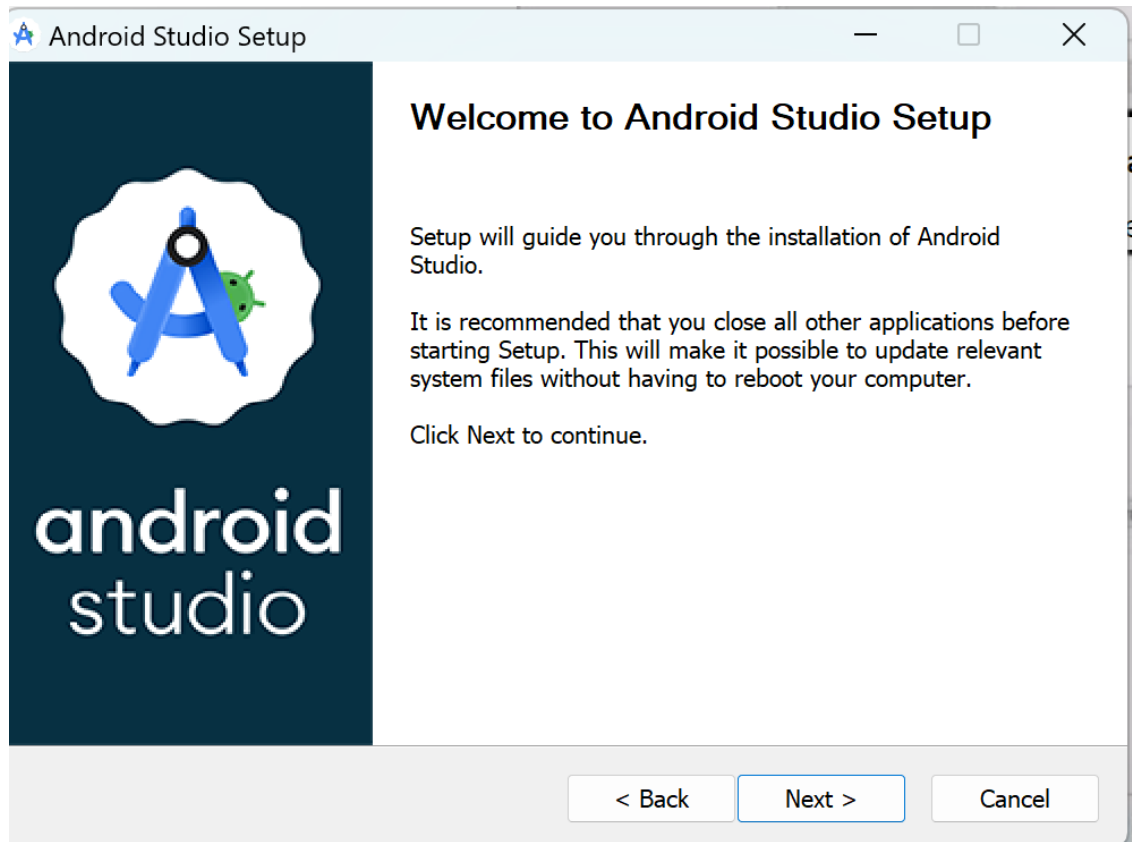 Android Studio Setup
Welcome to Android Studio Setup
Setup will guide you through the installation of Android
Studio.
It is recommended that you close all other applications before
starting Setup. This will make it possible to update relevant
system files without having to reboot your computer.
Click Next to continue.
android
studio
< Back
Next >
Cancel